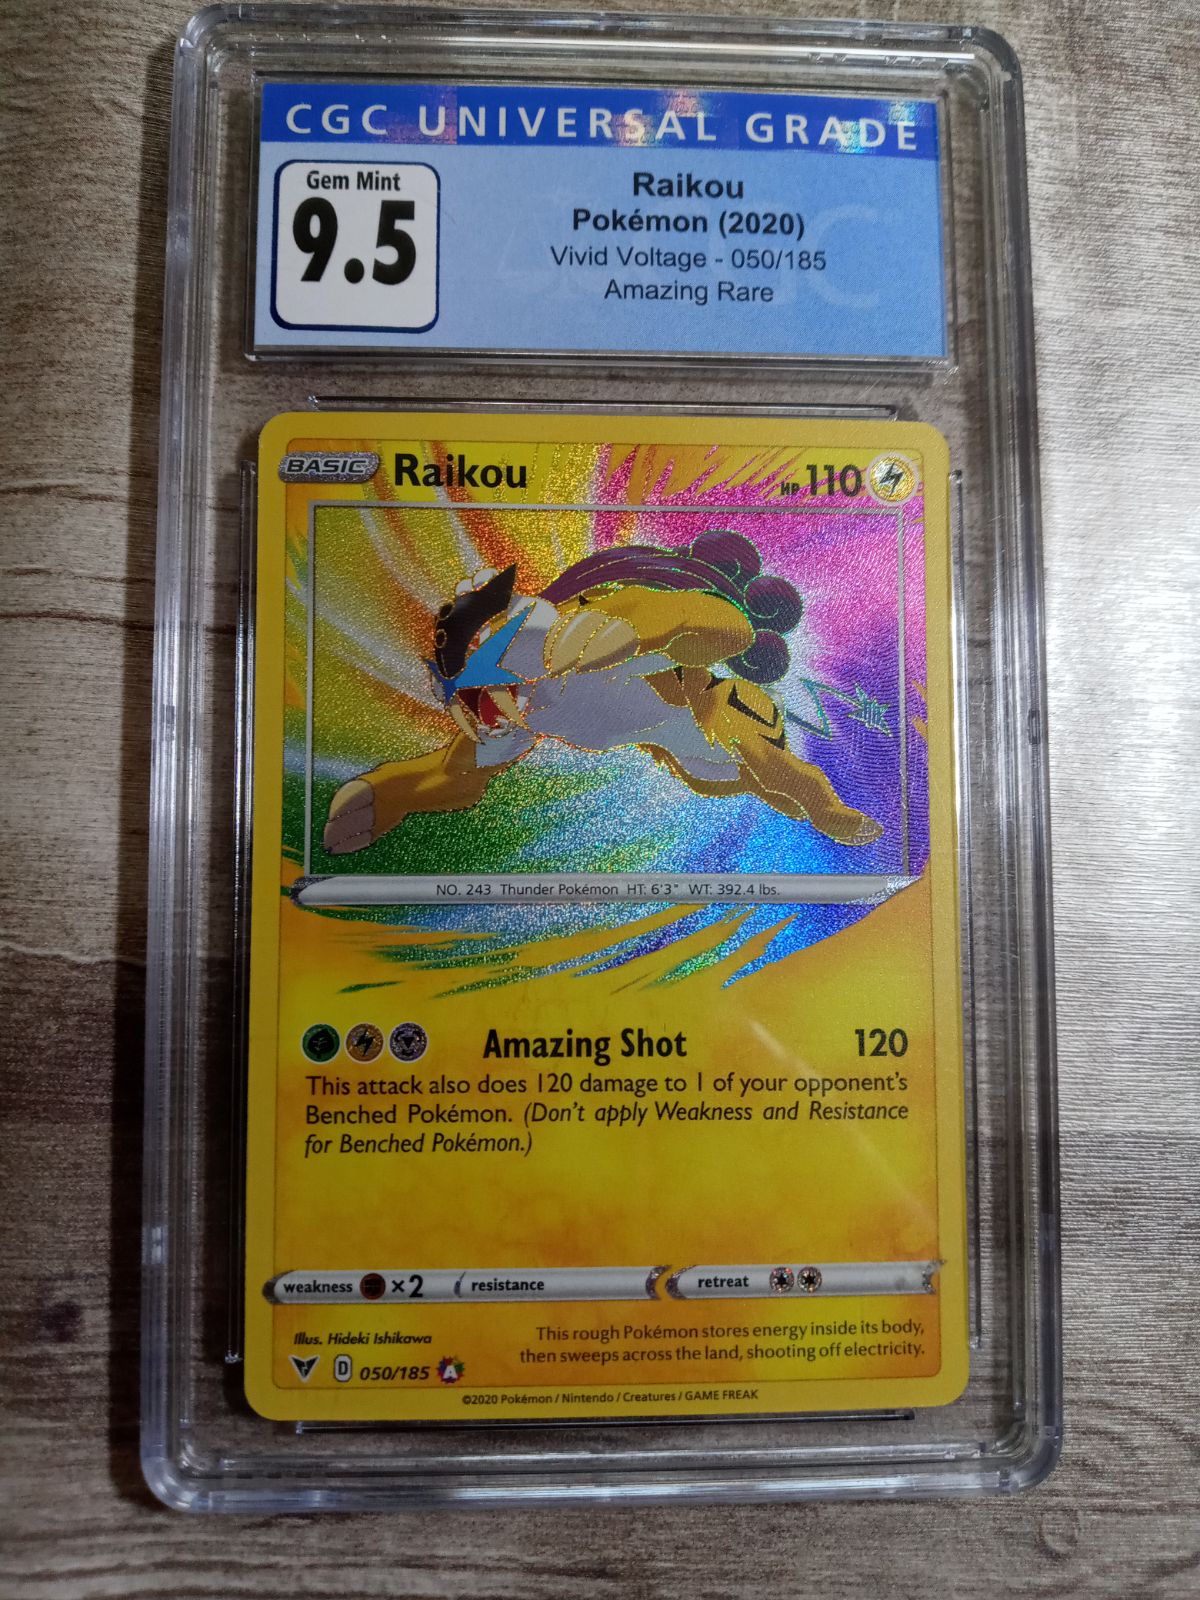 CGC UNIVERSAL GRADE
Gem Mint
9.5
Raikou
Pokémon (2020)
Vivid Voltage - 050/185
Amazing Rare
BASIC Raikou HP 110
NO. 243 Thunder Pokémon HT: 6'3" WT: 392.4 lbs.
Amazing Shot 120
This attack also does 120 damage to 1 of your opponent's
Benched Pokémon. (Don't apply Weakness and Resistance
for Benched Pokémon.)
weakness ×2 resistance retreat
Illus. Hideki Ishikawa
This rough Pokémon stores energy inside its body,
then sweeps across the land, shooting off electricity.
D 050/185 A
©2020 Pokémon / Nintendo / Creatures / GAME FREAK